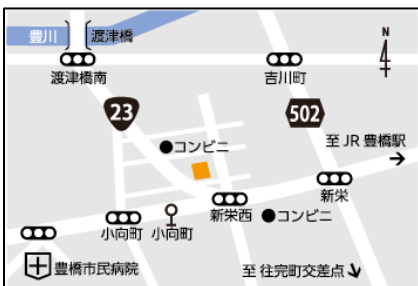 豊川
渡津橋
N
渡津橋南
吉川町
23
502
コンビニ
至 JR 豊橋駅
新栄
新栄西
コンビニ
小向町
小向町
豊橋市民病院
至 往完町交差点